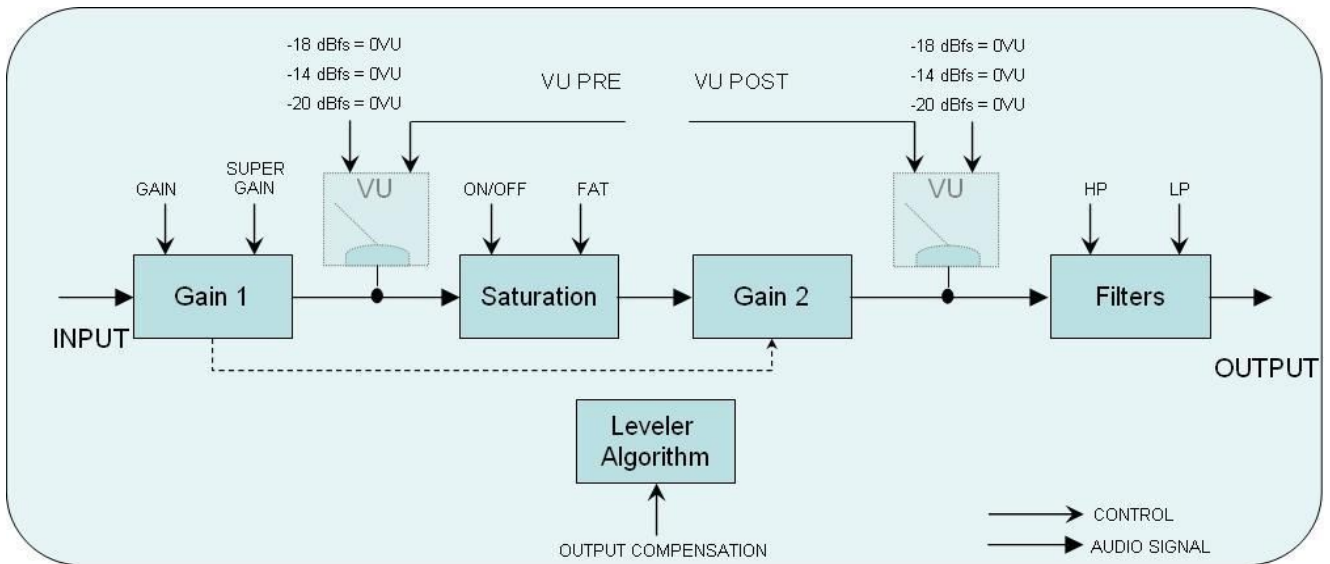 -18 dBfs = 0VU
-14 dBfs = 0VU
-20 dBfs = 0VU
VU PRE
VU POST
-18 dBfs = 0VU
-14 dBfs = 0VU
-20 dBfs = 0VU
GAIN
SUPER
GAIN
VU
ON/OFF
FAT
VU
HP
LP
Gain 1
Saturation
Gain 2
Filters
INPUT
OUTPUT
Leveler
Algorithm
OUTPUT COMPENSATION
CONTROL
AUDIO SIGNAL